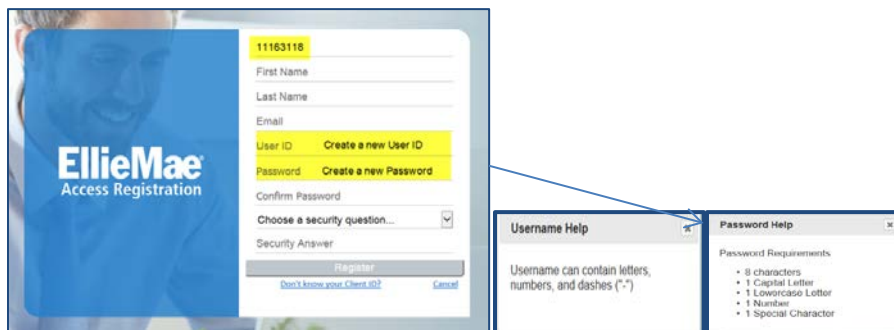 11163118
First Name
Last Name
Email
User ID Create a new User ID
Password Create a new Password
Confirm Password
Choose a security question...
Security Answer
Register
Don't know your Client ID? Cancel
EllieMae
Access Registration
Username Help
Username can contain letters,
numbers, and dashes ("-")
Password Help
Password Requirements
• 8 characters
• 1 Capital Letter
• 1 Lowercase Letter
• 1 Number
• 1 Special Character